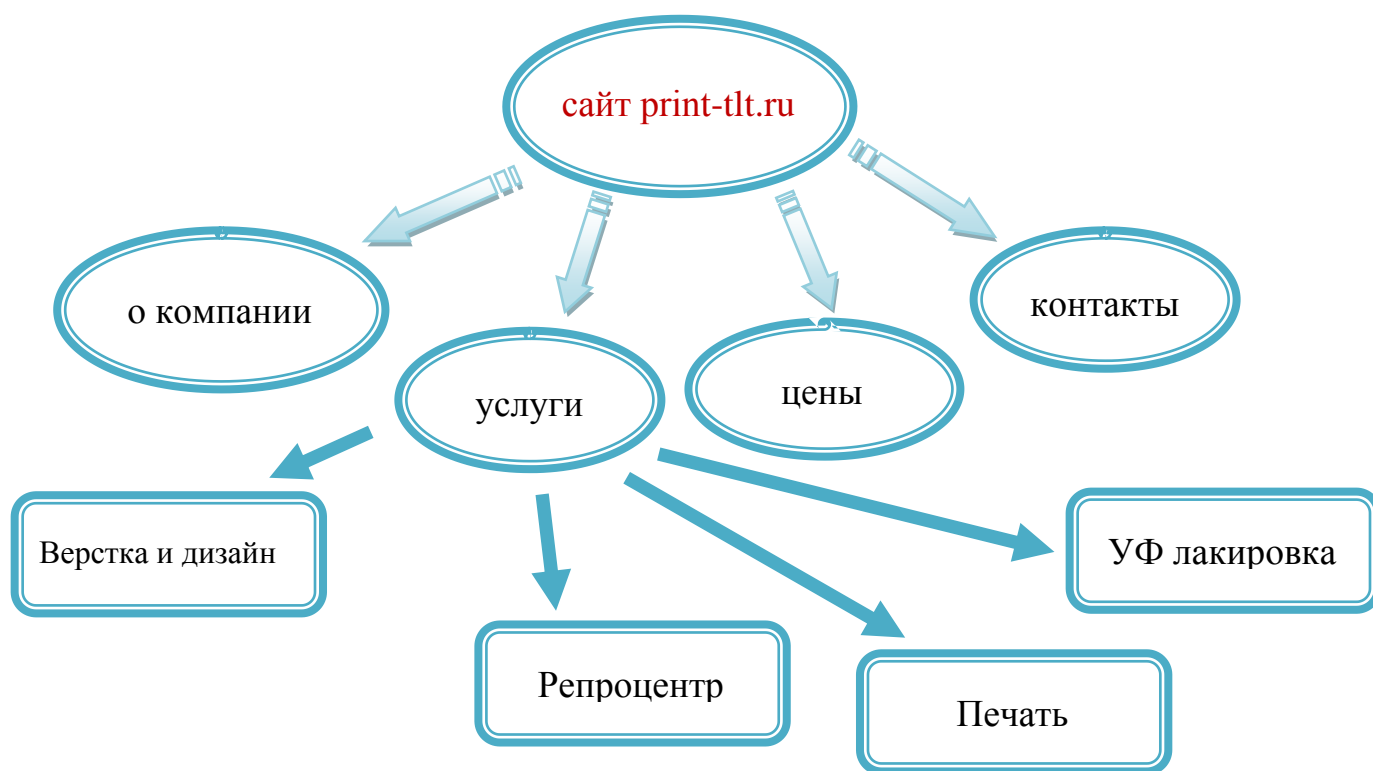 сайт print-tlt.ru
о компании
услуги
цены
контакты
Верстка и дизайн
Репроцентр
Печать
УФ лакировка